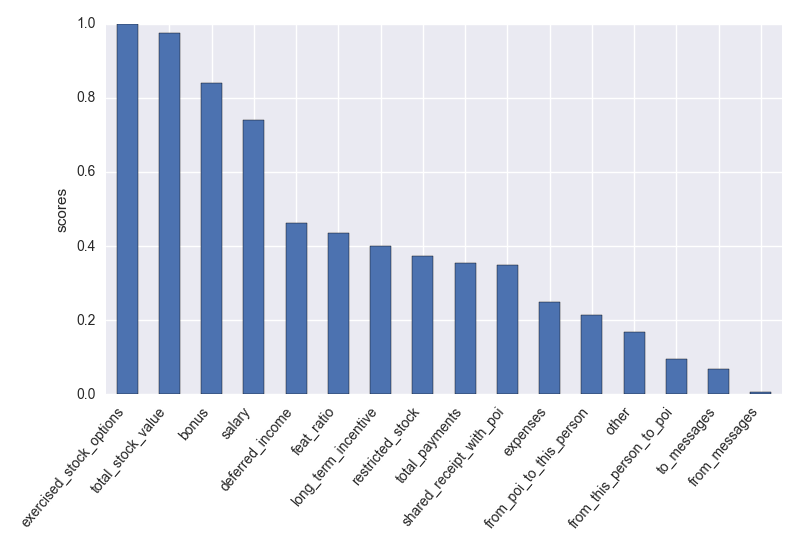 1.0
0.8
0.6
0.4
0.2
0.0
scores
exercised_stock_options
total_stock_value
bonus
salary
deferred_income
feat_ratio
long_term_incentive
restricted_stock
total_payments
shared_receipt_with_poi
expenses
from_poi_to_this_person
other
from_this_person_to_poi
to_messages
from_messages